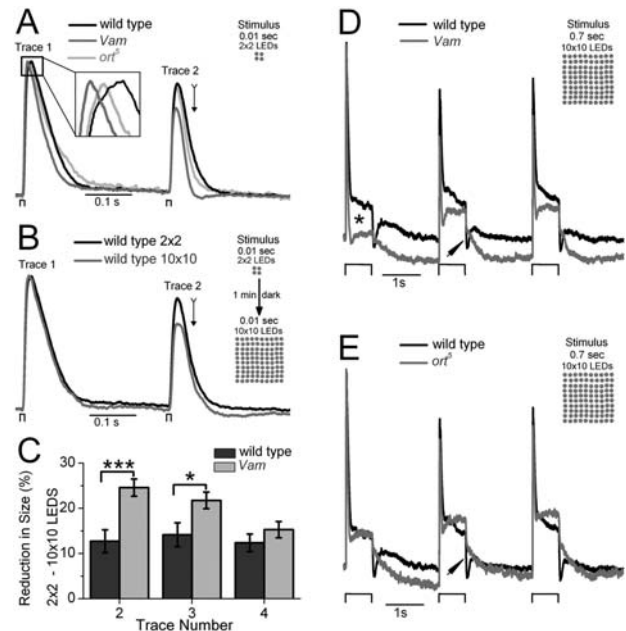 A
wild type
Vam
ort⁵
Trace 1
Trace 2
0.1 s
Stimulus
0.01 sec
2x2 LEDs
B
wild type 2x2
wild type 10x10
Trace 1
Trace 2
0.1 s
Stimulus
0.01 sec
2x2 LEDs
1 min dark
0.01 sec
10x10 LEDs
C
wild type
Vam
Reduction in Size (%)
2x2 - 10x10 LEDS
30
20
10
0
***
*
2 3 4
Trace Number
D
wild type
Vam
Stimulus
0.7 sec
10x10 LEDs
*
1s
E
wild type
ort⁵
Stimulus
0.7 sec
10x10 LEDs
1s